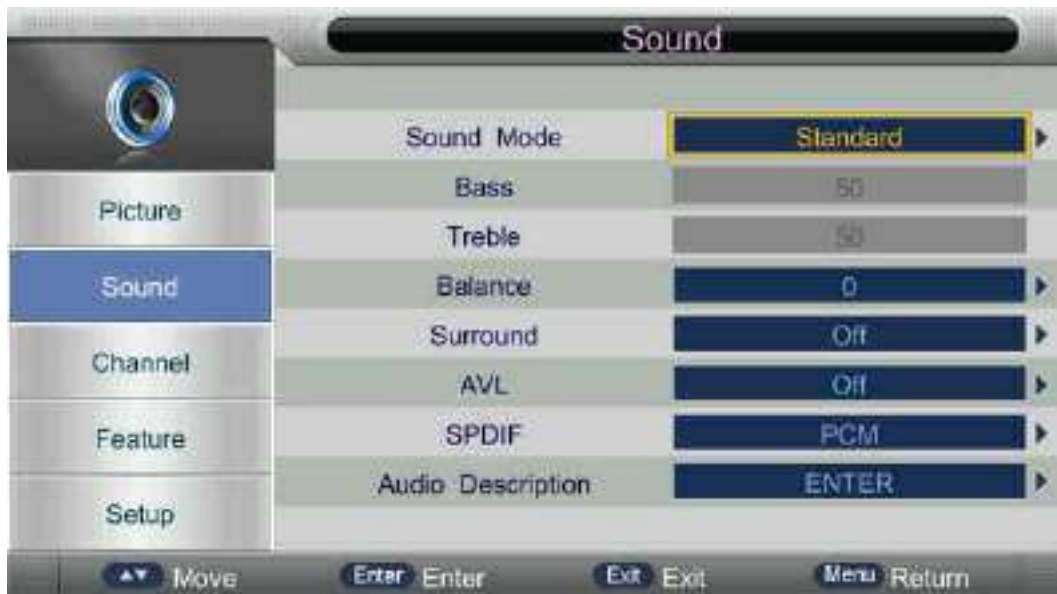 Sound
Picture
Sound
Channel
Feature
Setup
Sound Mode Standard
Bass 50
Treble 50
Balance 0
Surround Off
AVL Off
SPDIF PCM
Audio Description ENTER
Move Enter Enter Exit Exit Menu Return